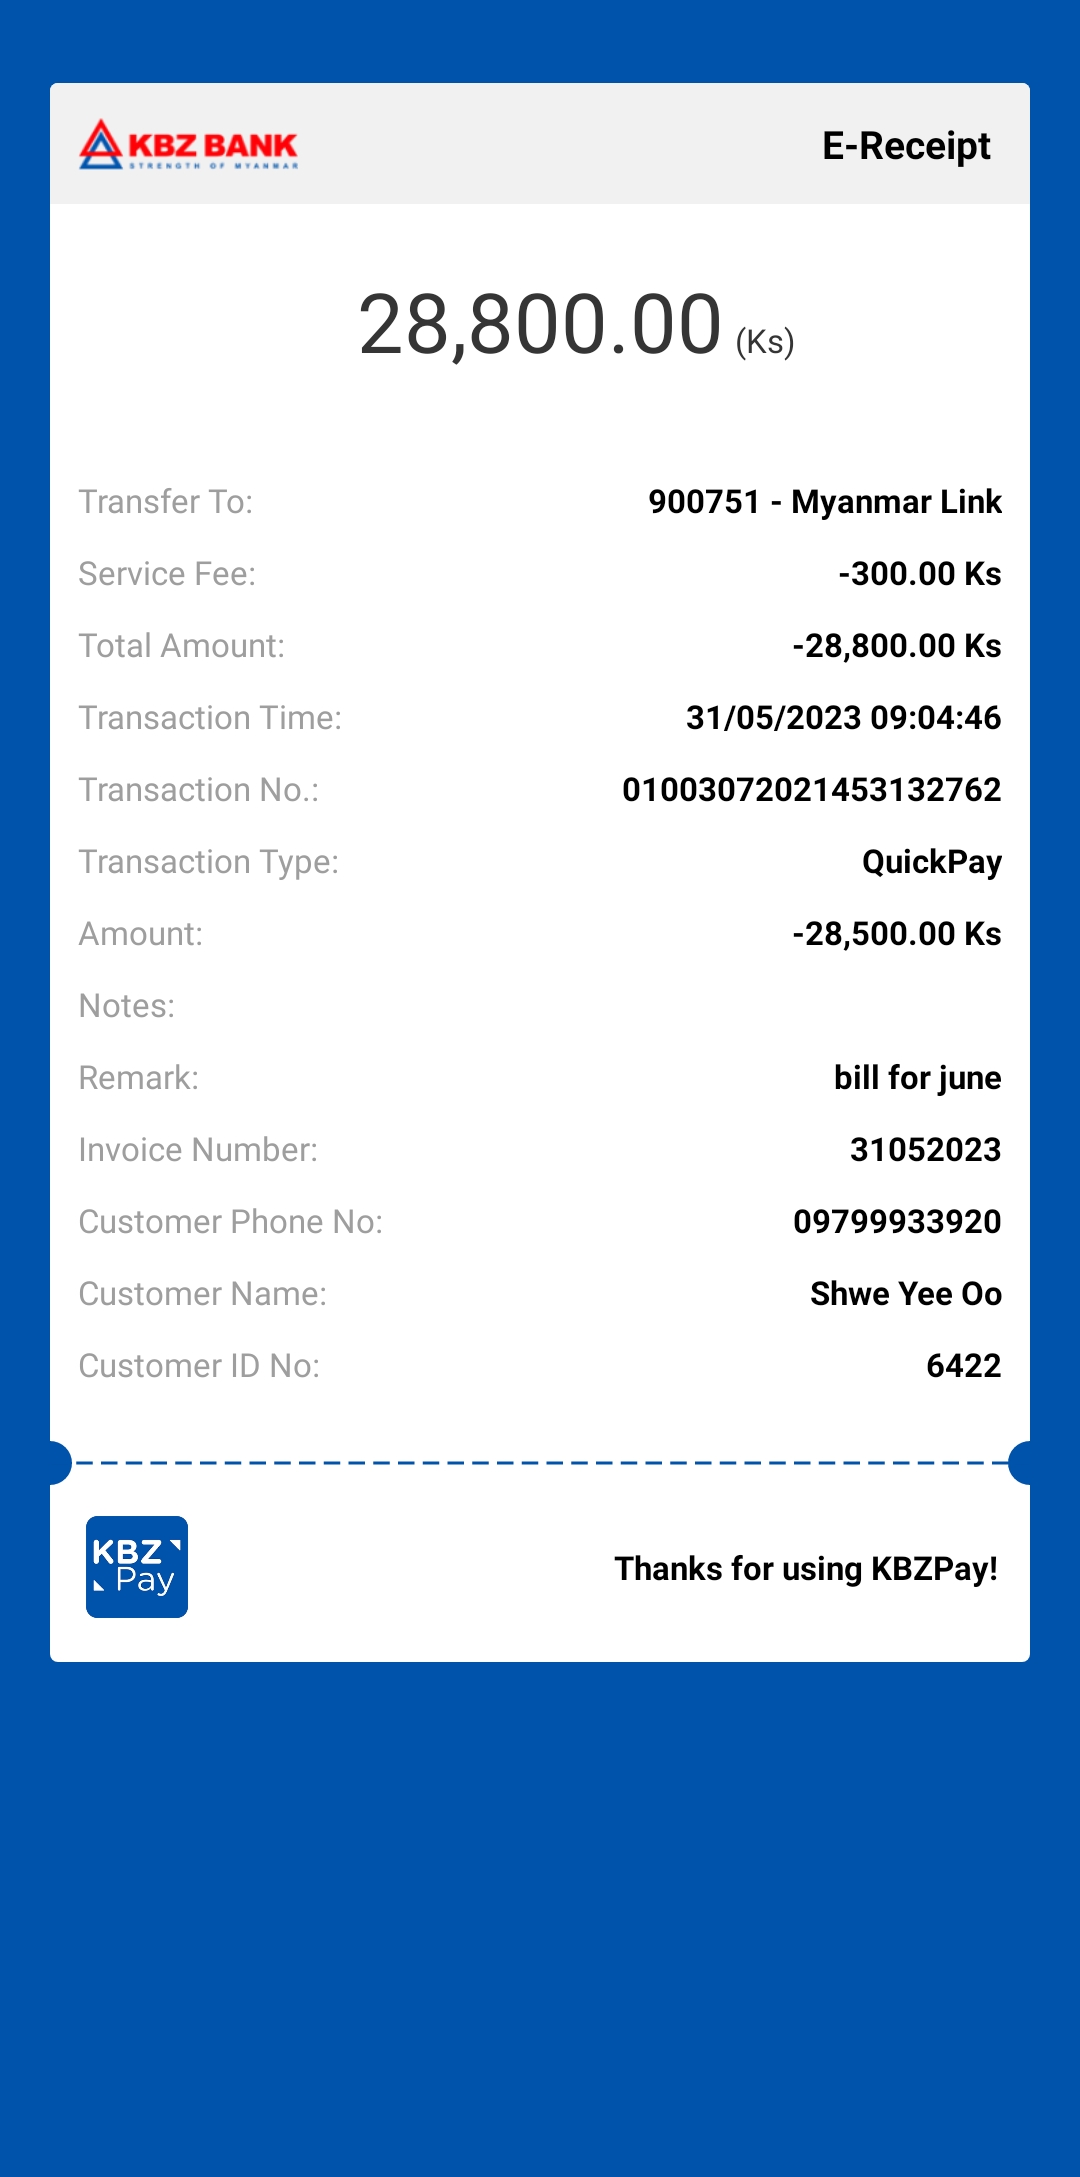 KBZ BANK
STRENGTH OF MYANMAR
E-Receipt
28,800.00 (Ks)
Transfer To: 900751 - Myanmar Link
Service Fee: -300.00 Ks
Total Amount: -28,800.00 Ks
Transaction Time: 31/05/2023 09:04:46
Transaction No.: 01003072021453132762
Transaction Type: QuickPay
Amount: -28,500.00 Ks
Notes:
Remark: bill for june
Invoice Number: 31052023
Customer Phone No: 09799933920
Customer Name: Shwe Yee Oo
Customer ID No: 6422
KBZ
Pay
Thanks for using KBZPay!